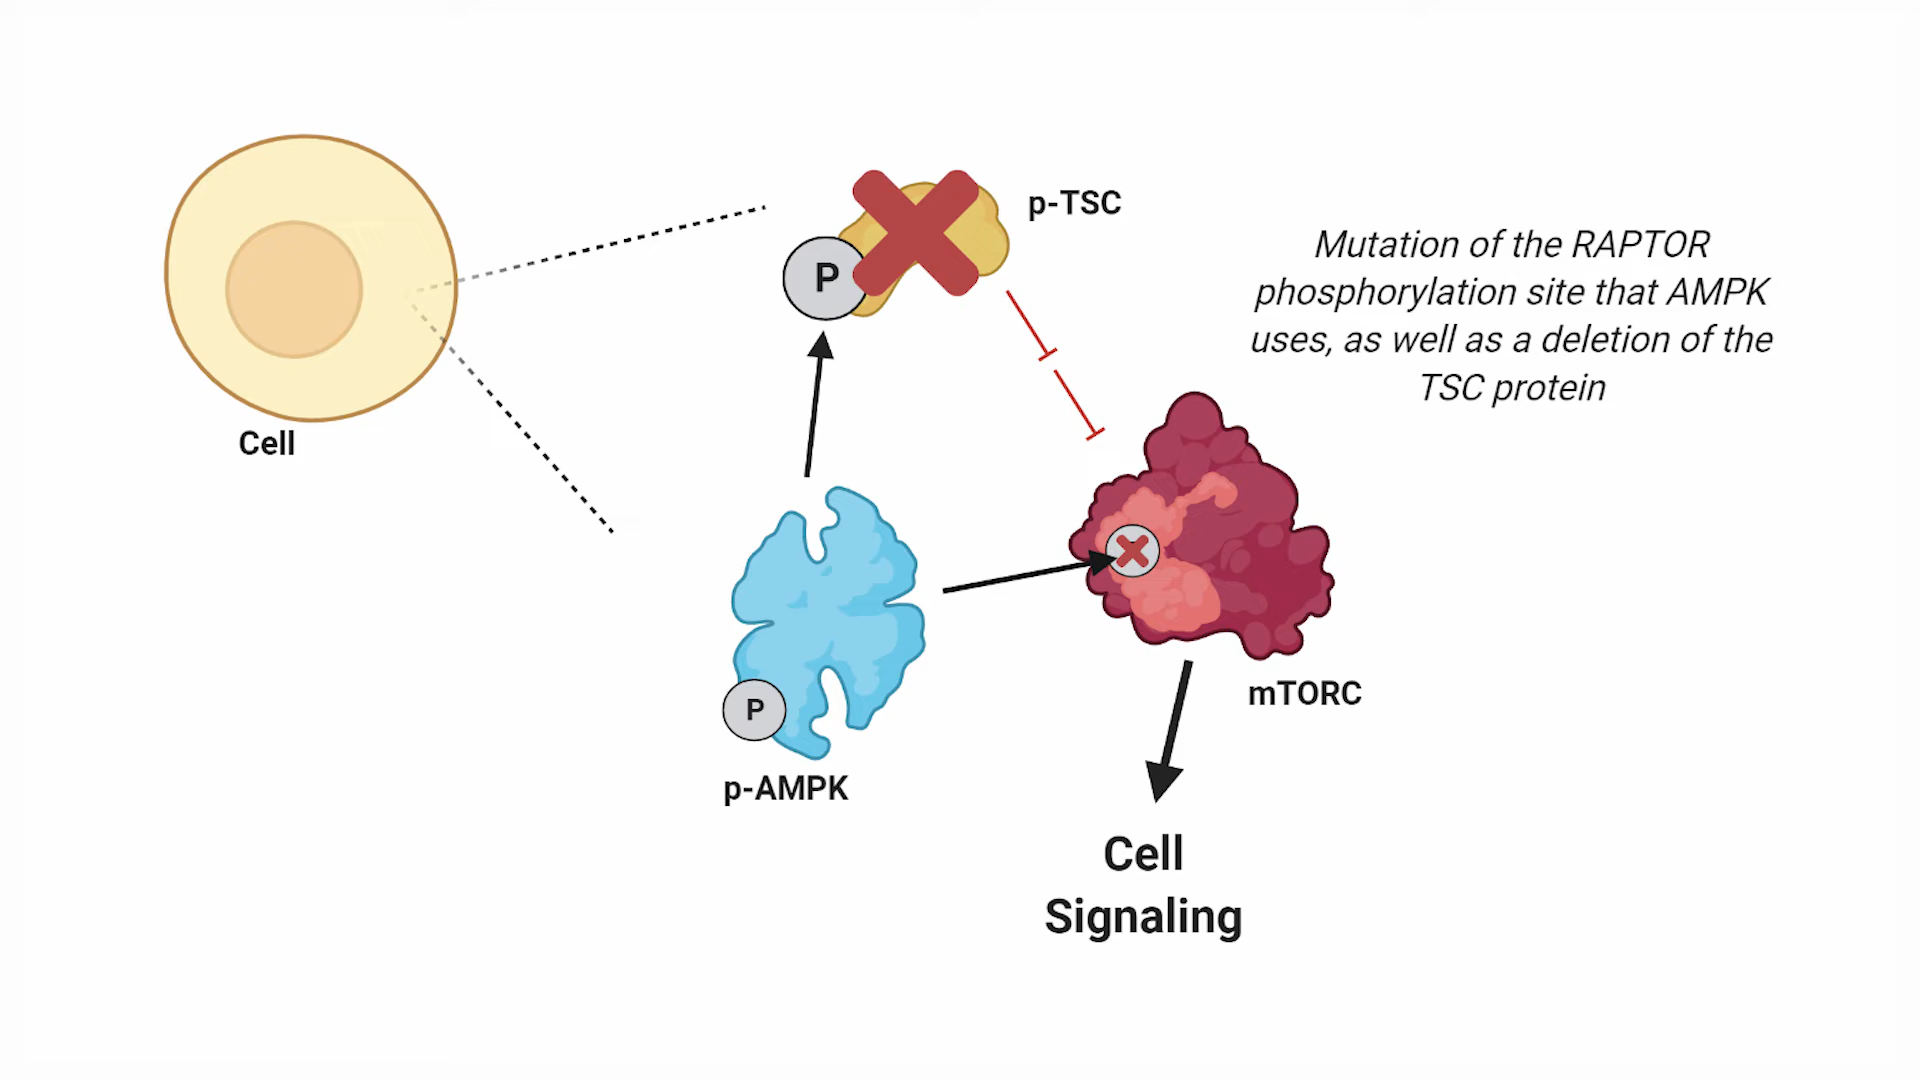 p-TSC
P
Mutation of the RAPTOR
phosphorylation site that AMPK
uses, as well as a deletion of the
TSC protein
Cell
P
p-AMPK
mTORC
Cell
Signaling